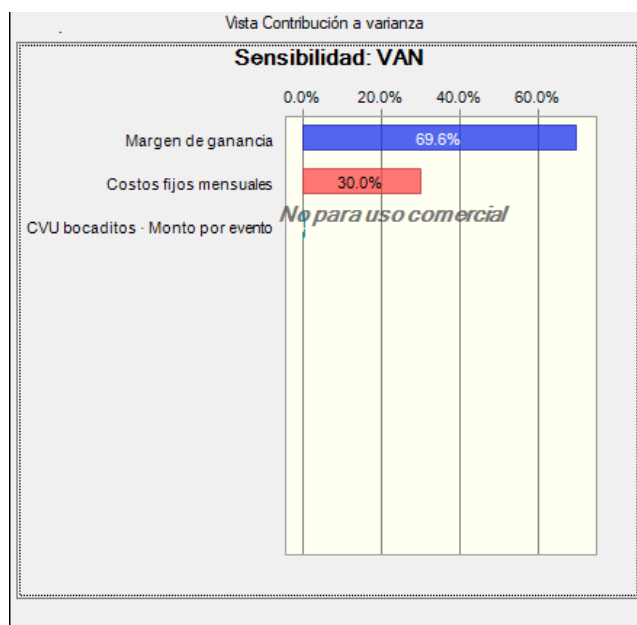 Vista Contribución a varianza
Sensibilidad: VAN
0.0% 20.0% 40.0% 60.0%
Margen de ganancia 69.6%
Costos fijos mensuales 30.0%
No para uso comercial
CVU bocaditos - Monto por evento